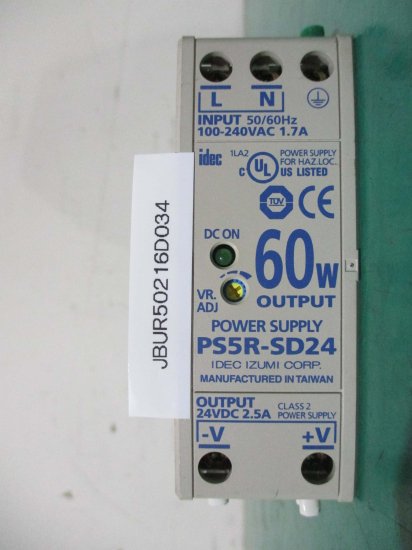 L N
INPUT 50/60Hz
100-240VAC 1.7A
idec
1LA2
C UL US LISTED
POWER SUPPLY
FOR HAZ.LOC.
TÜV CE
DC ON
60W
OUTPUT
VR.
ADJ
POWER SUPPLY
PS5R-SD24
IDEC IZUMI CORP.
MANUFACTURED IN TAIWAN
OUTPUT
24VDC 2.5A
CLASS 2
POWER SUPPLY
-V +V
JBUR50216D034